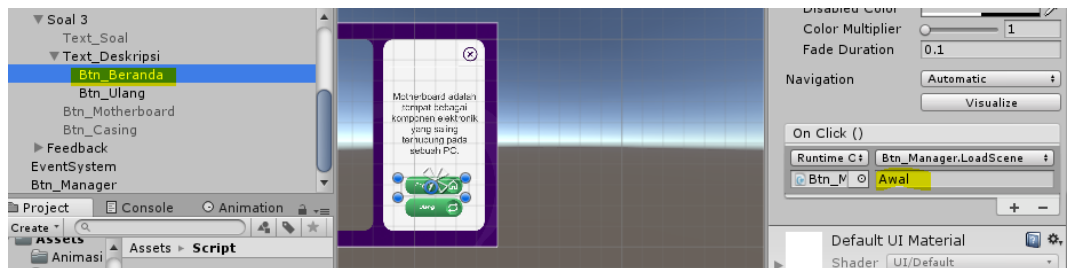 Soal 3
Text_Soal
Text_Deskripsi
Btn_Beranda
Btn_Ulang
Btn_Motherboard
Btn_Casing
Feedback
EventSystem
Btn_Manager
Project
Console
Animation
Create
Assets
Assets
Script
Animasi
Motherboard adalah
tempat bebagai
komponen elektronik
yang saling
terhubung pada
sebuah PC.
Disabled Color
Color Multiplier
1
Fade Duration
0.1
Navigation
Automatic
Visualize
On Click ()
Runtime C
Btn_Manager.LoadScene
Btn_M
Awal
Default UI Material
Shader
UI/Default